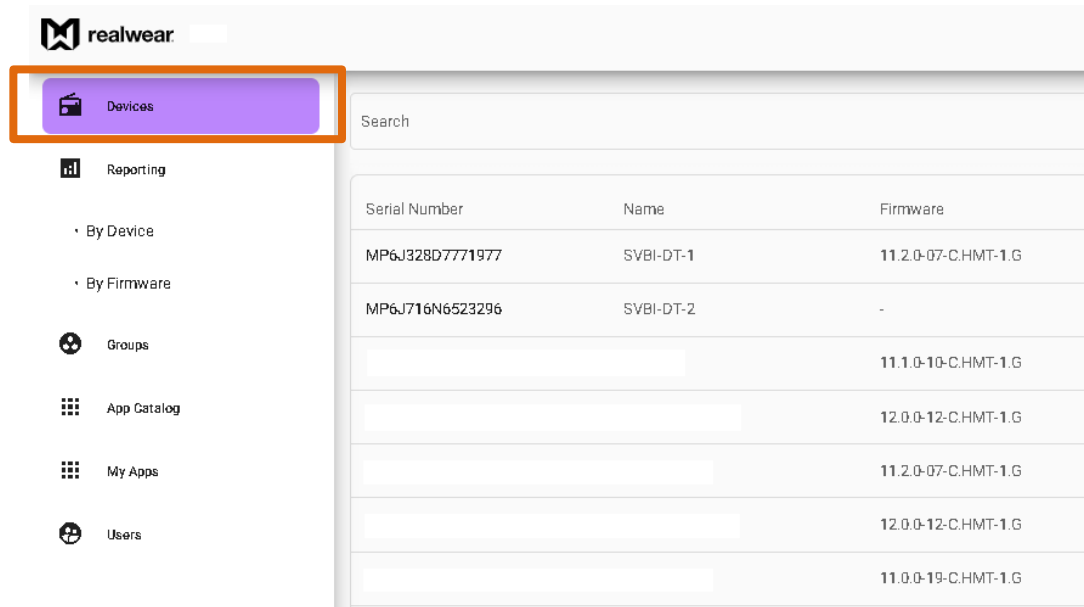 realwear
Devices
Search
Reporting
By Device
By Firmware
Groups
App Catalog
My Apps
Users
Serial Number Name Firmware
MP6J328D7771977 SVBI-DT-1 11.2.0-07-C.HMT-1.G
MP6J716N6523296 SVBI-DT-2 -
11.1.0-10-C.HMT-1.G
12.0.0-12-C.HMT-1.G
11.2.0-07-C.HMT-1.G
12.0.0-12-C.HMT-1.G
11.0.0-19-C.HMT-1.G